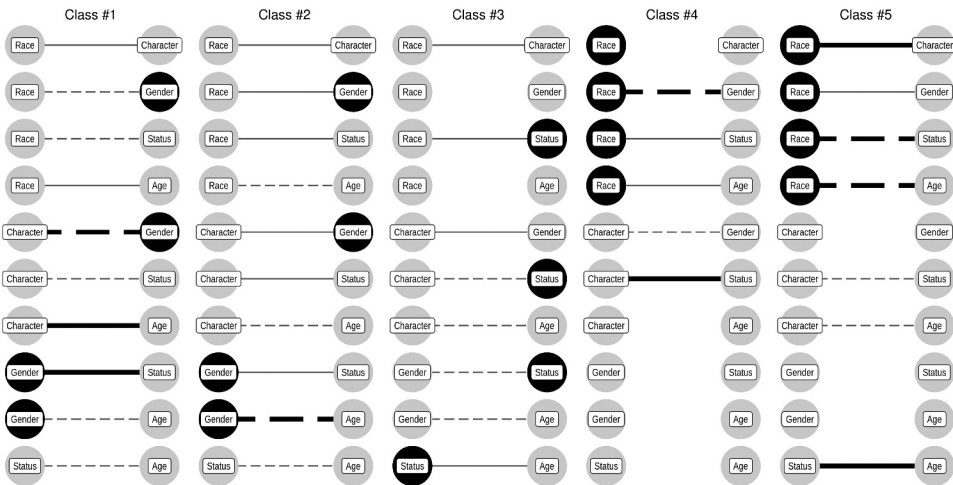 Class #1 Class #2 Class #3 Class #4 Class #5
Race Character Race Character Race Character Race Character Race Character
Race Gender Race Gender Race Gender Race Gender Race Gender
Race Status Race Status Race Status Race Status Race Status
Race Age Race Age Race Age Race Age Race Age
Character Gender Character Gender Character Gender Character Gender Character Gender
Character Status Character Status Character Status Character Status Character Status
Character Age Character Age Character Age Character Age Character Age
Gender Status Gender Status Gender Status Gender Status Gender Status
Gender Age Gender Age Gender Age Gender Age Gender Age
Status Age Status Age Status Age Status Age Status Age